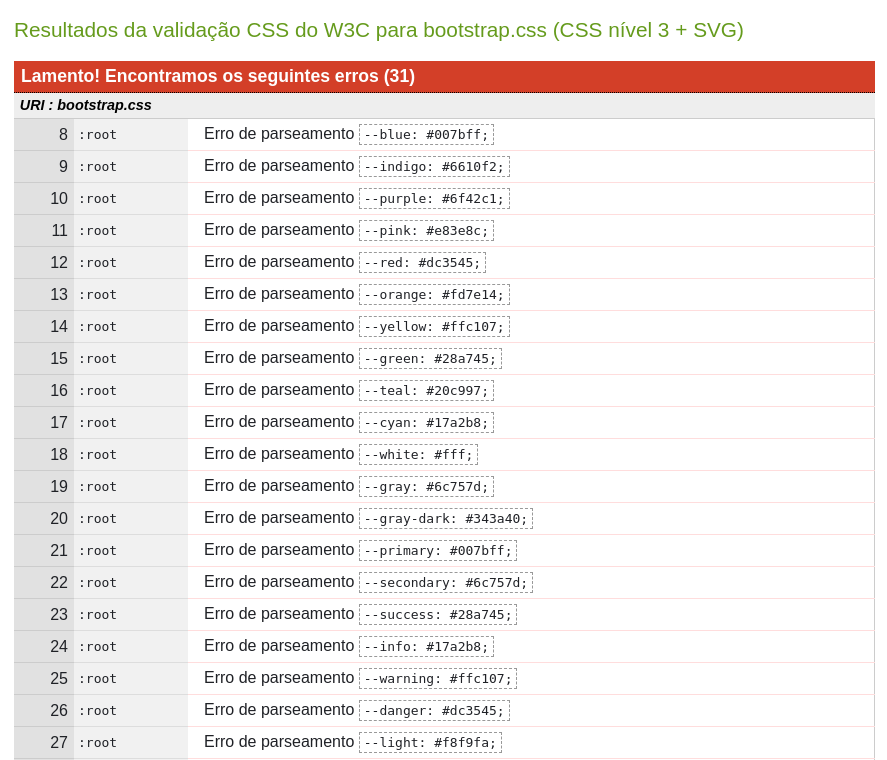 Resultados da validação CSS do W3C para bootstrap.css (CSS nível 3 + SVG)
Lamento! Encontramos os seguintes erros (31)
URI : bootstrap.css
8 :root Erro de parseamento --blue: #007bff;
9 :root Erro de parseamento --indigo: #6610f2;
10 :root Erro de parseamento --purple: #6f42c1;
11 :root Erro de parseamento --pink: #e83e8c;
12 :root Erro de parseamento --red: #dc3545;
13 :root Erro de parseamento --orange: #fd7e14;
14 :root Erro de parseamento --yellow: #ffc107;
15 :root Erro de parseamento --green: #28a745;
16 :root Erro de parseamento --teal: #20c997;
17 :root Erro de parseamento --cyan: #17a2b8;
18 :root Erro de parseamento --white: #fff;
19 :root Erro de parseamento --gray: #6c757d;
20 :root Erro de parseamento --gray-dark: #343a40;
21 :root Erro de parseamento --primary: #007bff;
22 :root Erro de parseamento --secondary: #6c757d;
23 :root Erro de parseamento --success: #28a745;
24 :root Erro de parseamento --info: #17a2b8;
25 :root Erro de parseamento --warning: #ffc107;
26 :root Erro de parseamento --danger: #dc3545;
27 :root Erro de parseamento --light: #f8f9fa;